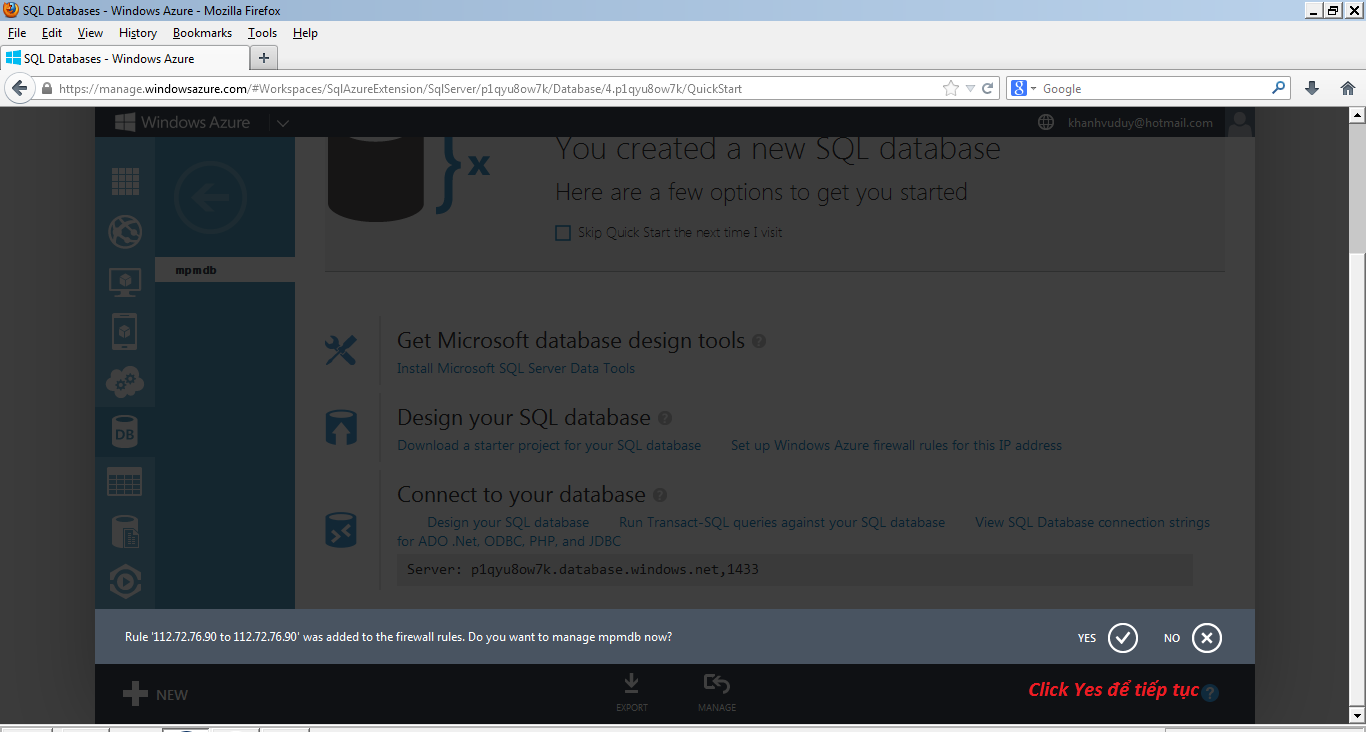 SQL Databases - Windows Azure - Mozilla Firefox
File Edit View History Bookmarks Tools Help
SQL Databases - Windows Azure
https://manage.windowsazure.com/#Workspaces/SqlAzureExtension/SqlServer/p1qyu8ow7k/Database/4.p1qyu8ow7k/QuickStart
Google
Windows Azure
khanhvuduy@hotmail.com
You created a new SQL database
Here are a few options to get you started
Skip Quick Start the next time I visit
mpmdb
Get Microsoft database design tools ?
Install Microsoft SQL Server Data Tools
Design your SQL database ?
Download a starter project for your SQL database Set up Windows Azure firewall rules for this IP address
Connect to your database ?
Design your SQL database Run Transact-SQL queries against your SQL database View SQL Database connection strings
for ADO .Net, ODBC, PHP, and JDBC
Server: p1qyu8ow7k.database.windows.net,1433
x
DB
Rule '112.72.76.90 to 112.72.76.90' was added to the firewall rules. Do you want to manage mpmdb now?
YES NO
NEW
EXPORT
MANAGE
Click Yes để tiếp tục ?